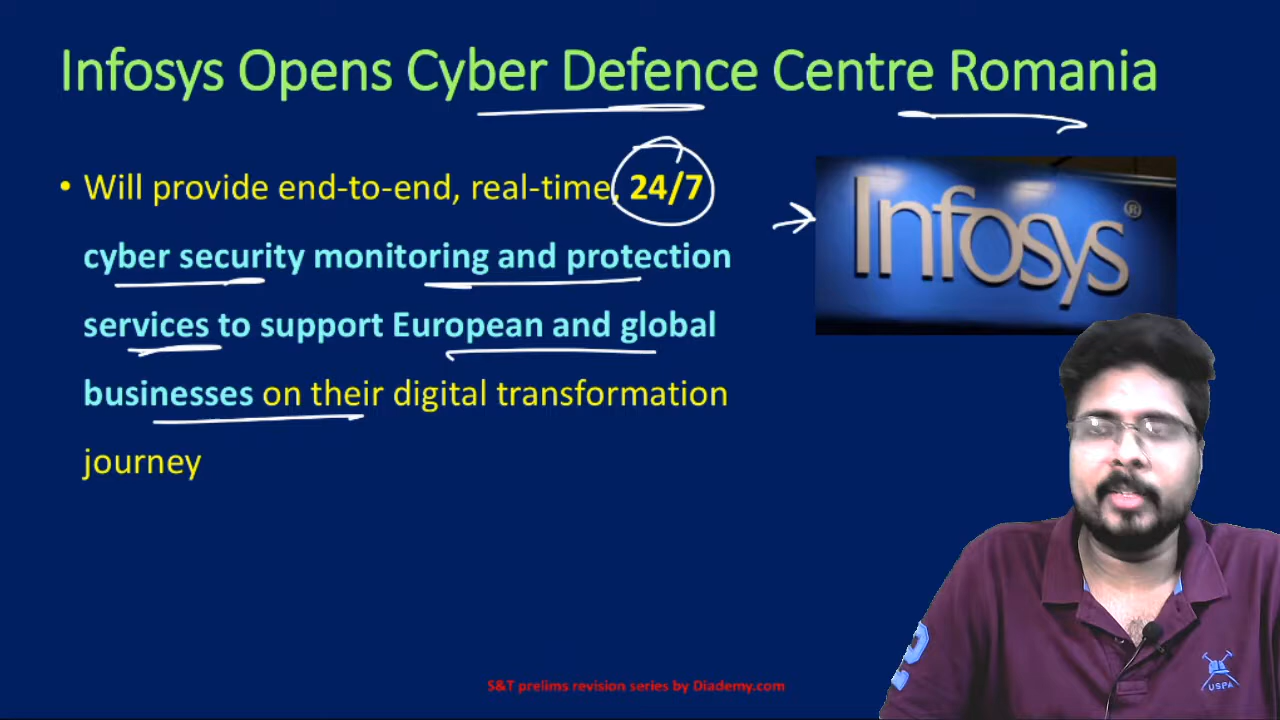 Infosys Opens Cyber Defence Centre Romania
• Will provide end-to-end, real-time, 24/7
cyber security monitoring and protection
services to support European and global
businesses on their digital transformation
journey
Infosys®
2
USPA
S&T prelims revision series by Diademy.com